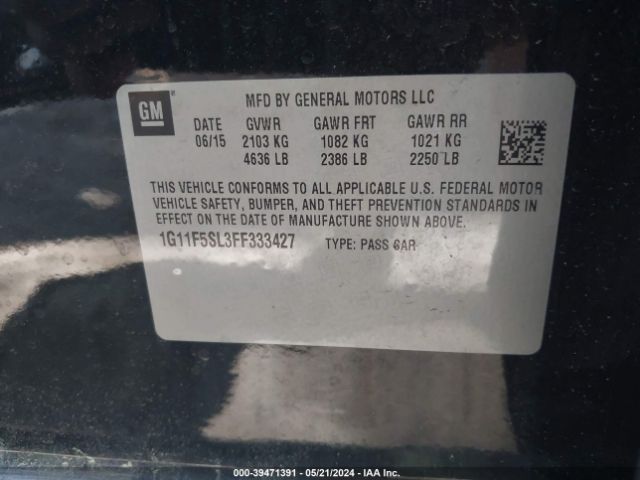 GM
MFD BY GENERAL MOTORS LLC
DATE GVWR GAWR FRT GAWR RR
06/15 2103 KG 1082 KG 1021 KG
4636 LB 2386 LB 2250 LB
THIS VEHICLE CONFORMS TO ALL APPLICABLE U.S. FEDERAL MOTOR
VEHICLE SAFETY, BUMPER, AND THEFT PREVENTION STANDARDS IN
EFFECT ON THE DATE OF MANUFACTURE SHOWN ABOVE.
1G11F5SL3FF333427 TYPE: PASS CAR
000-39471391 - 05/21/2024 - IAA Inc.